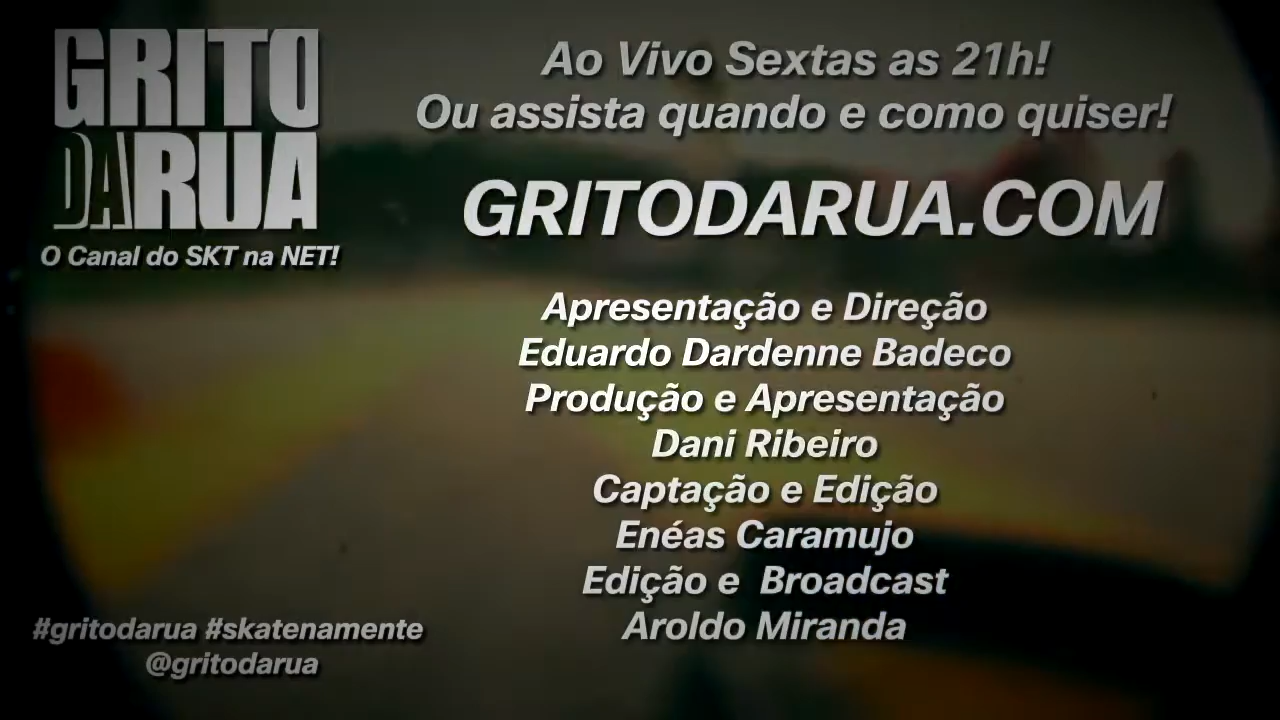 GRITO
DARUA
O Canal do SKT na NET!
Ao Vivo Sextas as 21h!
Ou assista quando e como quiser!
GRITODARUA.COM
Apresentação e Direção
Eduardo Dardenne Badeco
Produção e Apresentação
Dani Ribeiro
Captação e Edição
Enéas Caramujo
Edição e  Broadcast
Aroldo Miranda
#gritodarua #skatenamente
@gritodarua